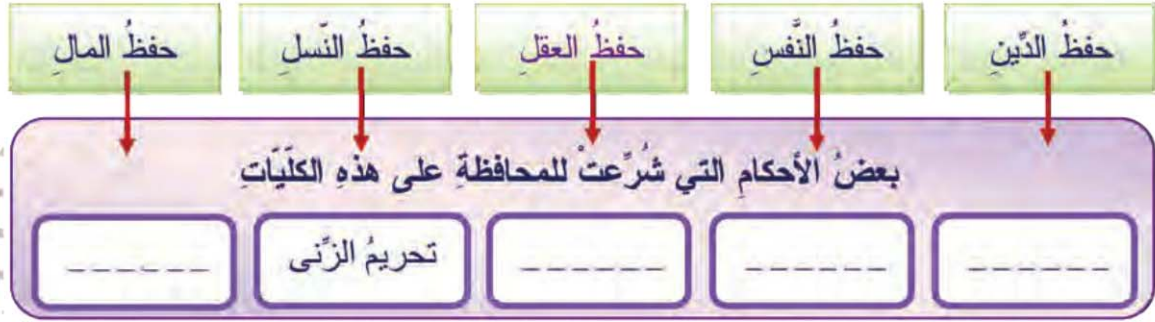 حفظُ الدِّينِ
حفظُ النَّفسِ
حفظُ العقلِ
حفظُ النّسلِ
حفظُ المالِ
بعضُ الأحكامِ التي شُرِّعتْ للمحافظةِ على هذهِ الكلّيّاتِ
_ _ _ _ _ _
_ _ _ _ _ _
_ _ _ _ _ _
تحريمُ الزِّنى
_ _ _ _ _ _